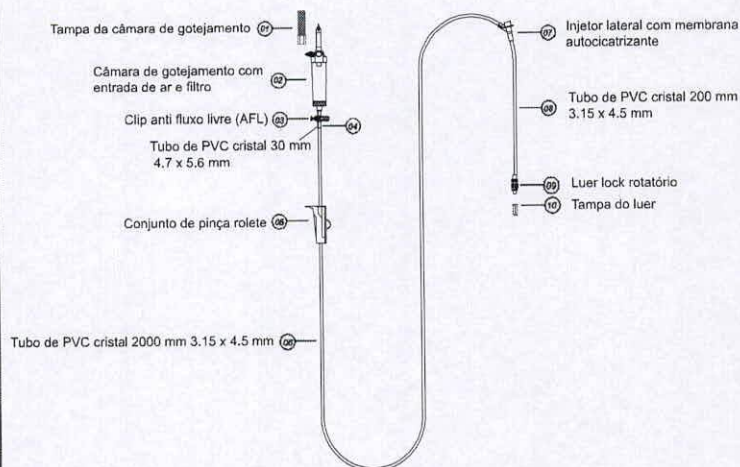 Tampa da câmara de gotejamento 01
Câmara de gotejamento com
entrada de ar e filtro 02
Clip anti fluxo livre (AFL) 03
04
Tubo de PVC cristal 30 mm
4.7 x 5.6 mm
Conjunto de pinça rolete 05
Tubo de PVC cristal 2000 mm 3.15 x 4.5 mm 06
07 Injetor lateral com membrana
autocicatrizante
08 Tubo de PVC cristal 200 mm
3.15 x 4.5 mm
09 Luer lock rotatório
10 Tampa do luer